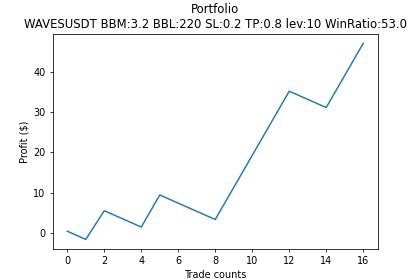 Portfolio
WAVESUSDT BBM:3.2 BBL:220 SL:0.2 TP:0.8 lev:10 WinRatio:53.0
40
30
20
10
0
Profit ($)
0 2 4 6 8 10 12 14 16
Trade counts